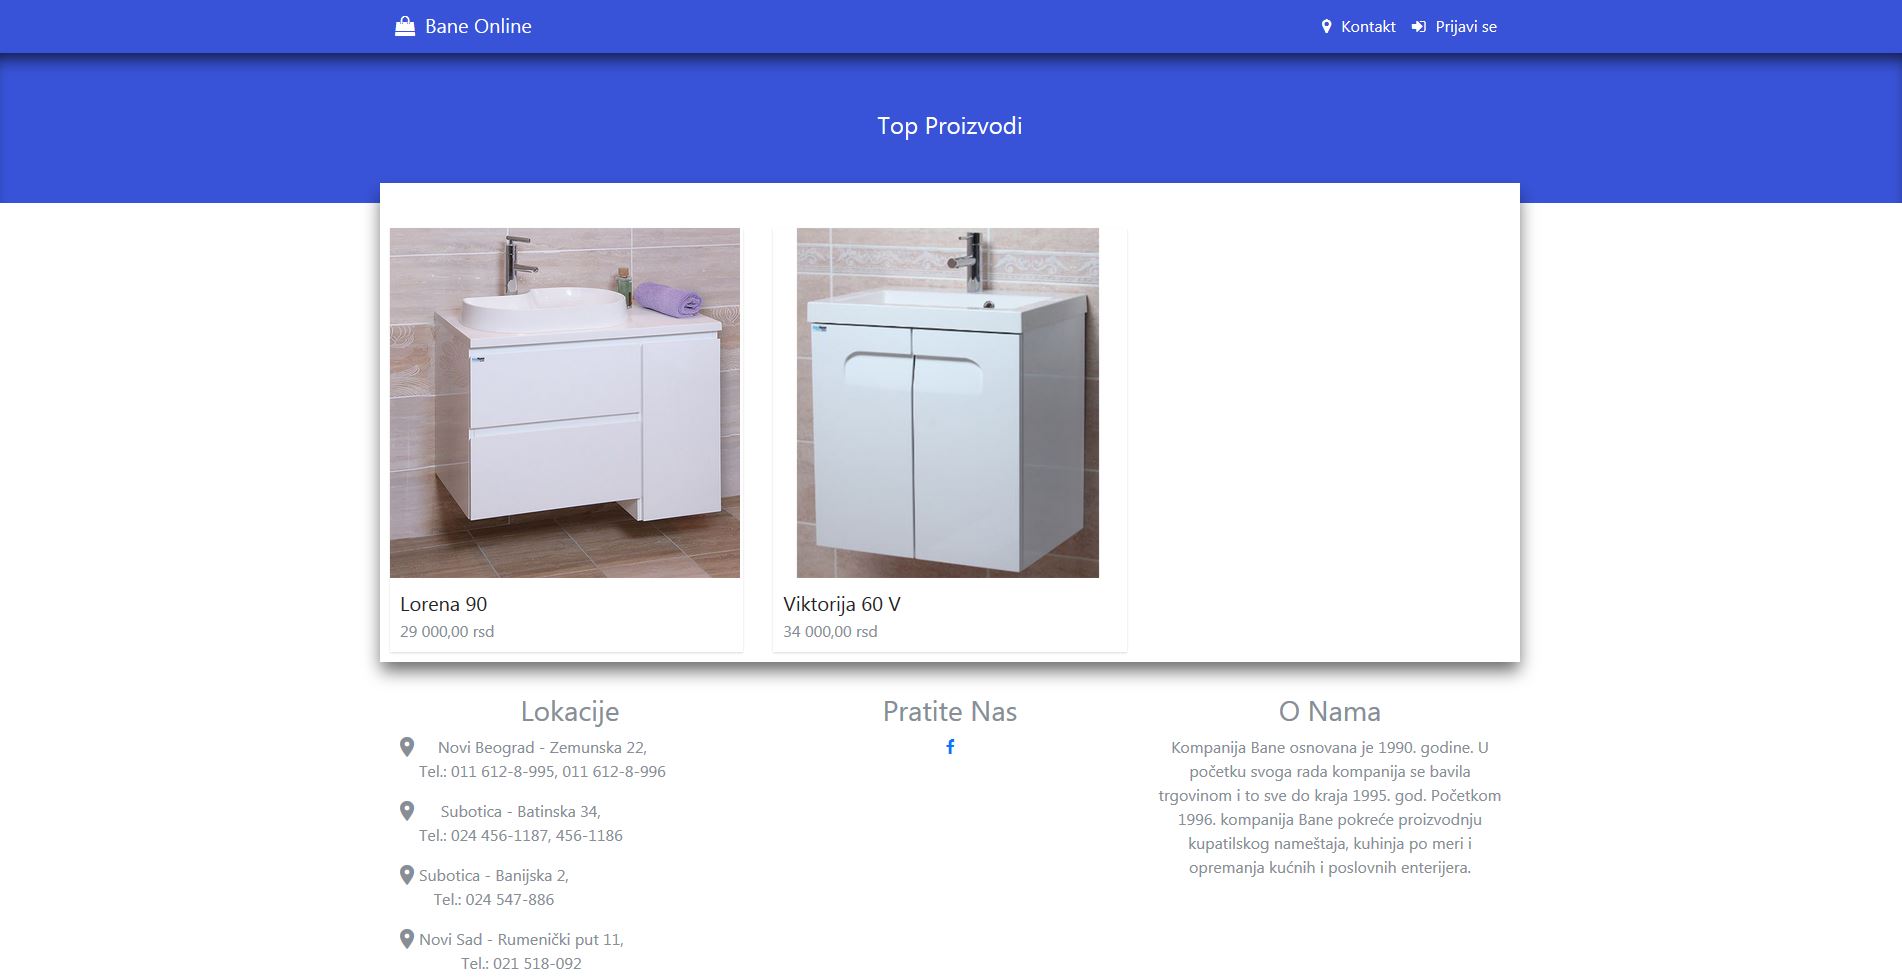 Bane Online
Kontakt
Prijavi se
Top Proizvodi
Lorena 90
29 000,00 rsd
Viktorija 60 V
34 000,00 rsd
Lokacije
Novi Beograd - Zemunska 22,
Tel.: 011 612-8-995, 011 612-8-996
Subotica - Batinska 34,
Tel.: 024 456-1187, 456-1186
Subotica - Banijska 2,
Tel.: 024 547-886
Novi Sad - Rumenički put 11,
Tel.: 021 518-092
Pratite Nas
O Nama
Kompanija Bane osnovana je 1990. godine. U
početku svoga rada kompanija se bavila
trgovinom i to sve do kraja 1995. god. Početkom
1996. kompanija Bane pokreće proizvodnju
kupatilskog nameštaja, kuhinja po meri i
opremanja kućnih i poslovnih enterijera.